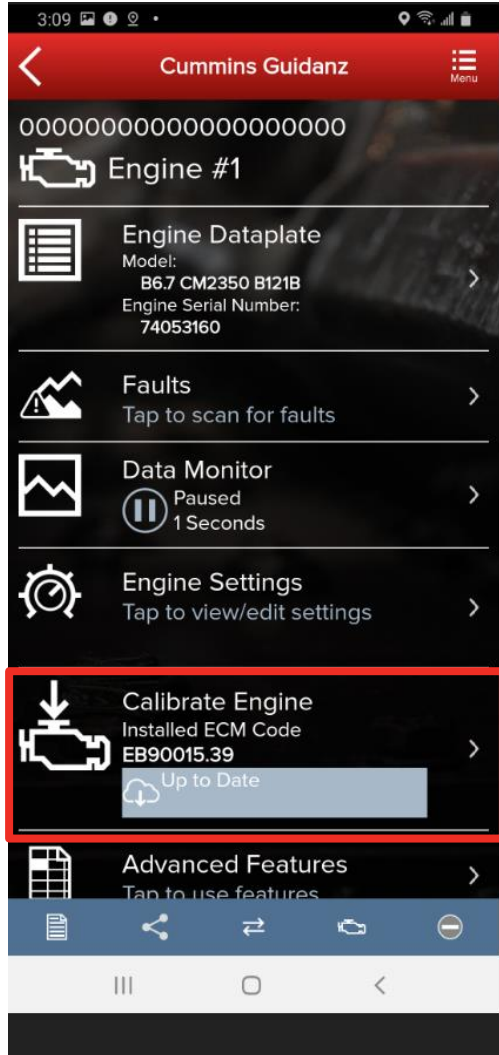 3:09
Cummins Guidanz
Menu
00000000000000000000
Engine #1
Engine Dataplate
Model:
B6.7 CM2350 B121B
Engine Serial Number:
74053160
Faults
Tap to scan for faults
Data Monitor
Paused
1 Seconds
Engine Settings
Tap to view/edit settings
Calibrate Engine
Installed ECM Code
EB90015.39
Up to Date
Advanced Features
Tap to use features